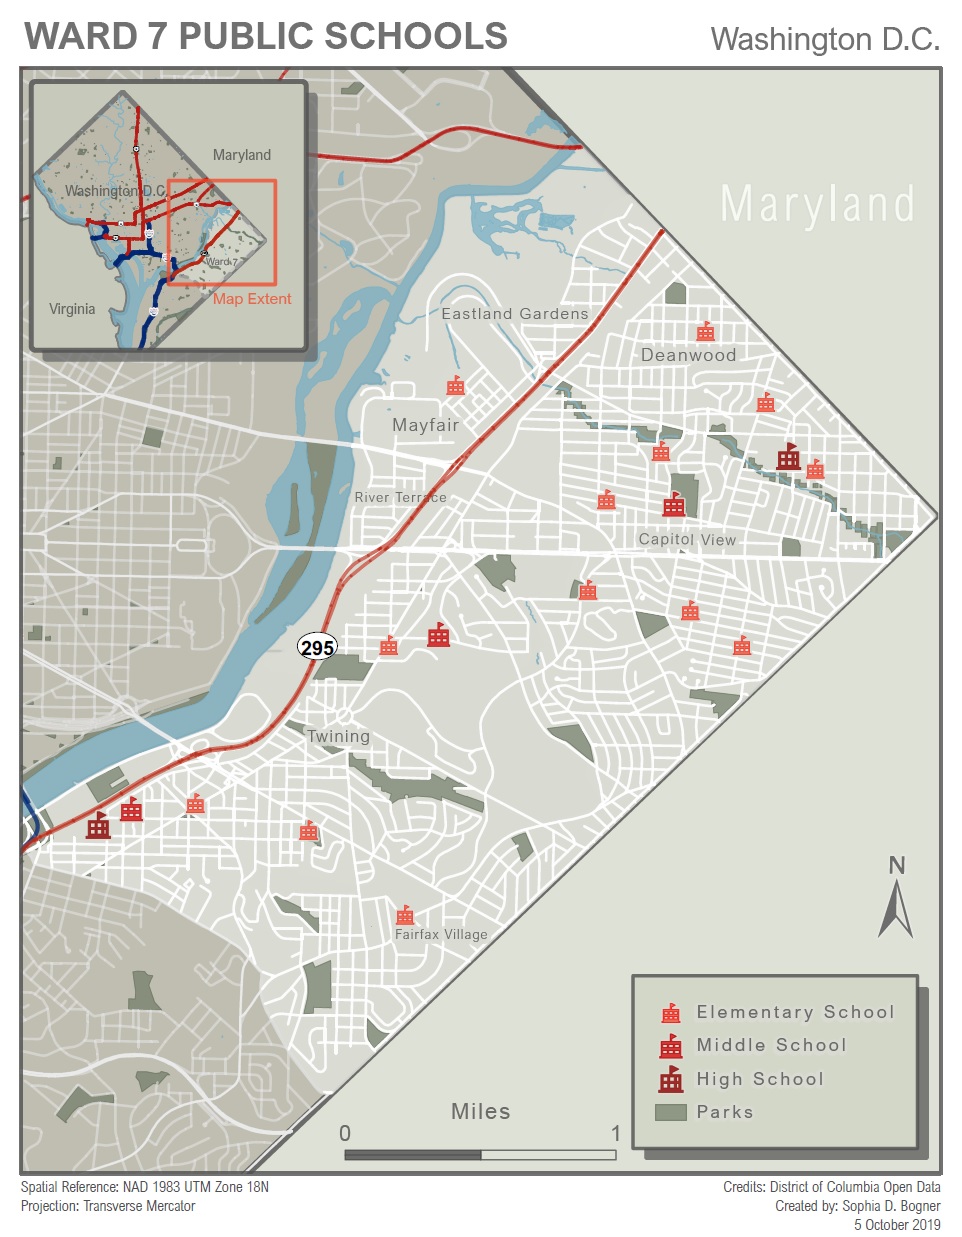 WARD 7 PUBLIC SCHOOLS
Washington D.C.
Maryland
Washington D.C.
Ward 7
Map Extent
Virginia
Maryland
Eastland Gardens
Deanwood
Mayfair
River Terrace
Capitol View
295
Twining
Fairfax Village
N
Elementary School
Middle School
High School
Parks
Miles
0 1
Spatial Reference: NAD 1983 UTM Zone 18N
Projection: Transverse Mercator
Credits: District of Columbia Open Data
Created by: Sophia D. Bogner
5 October 2019